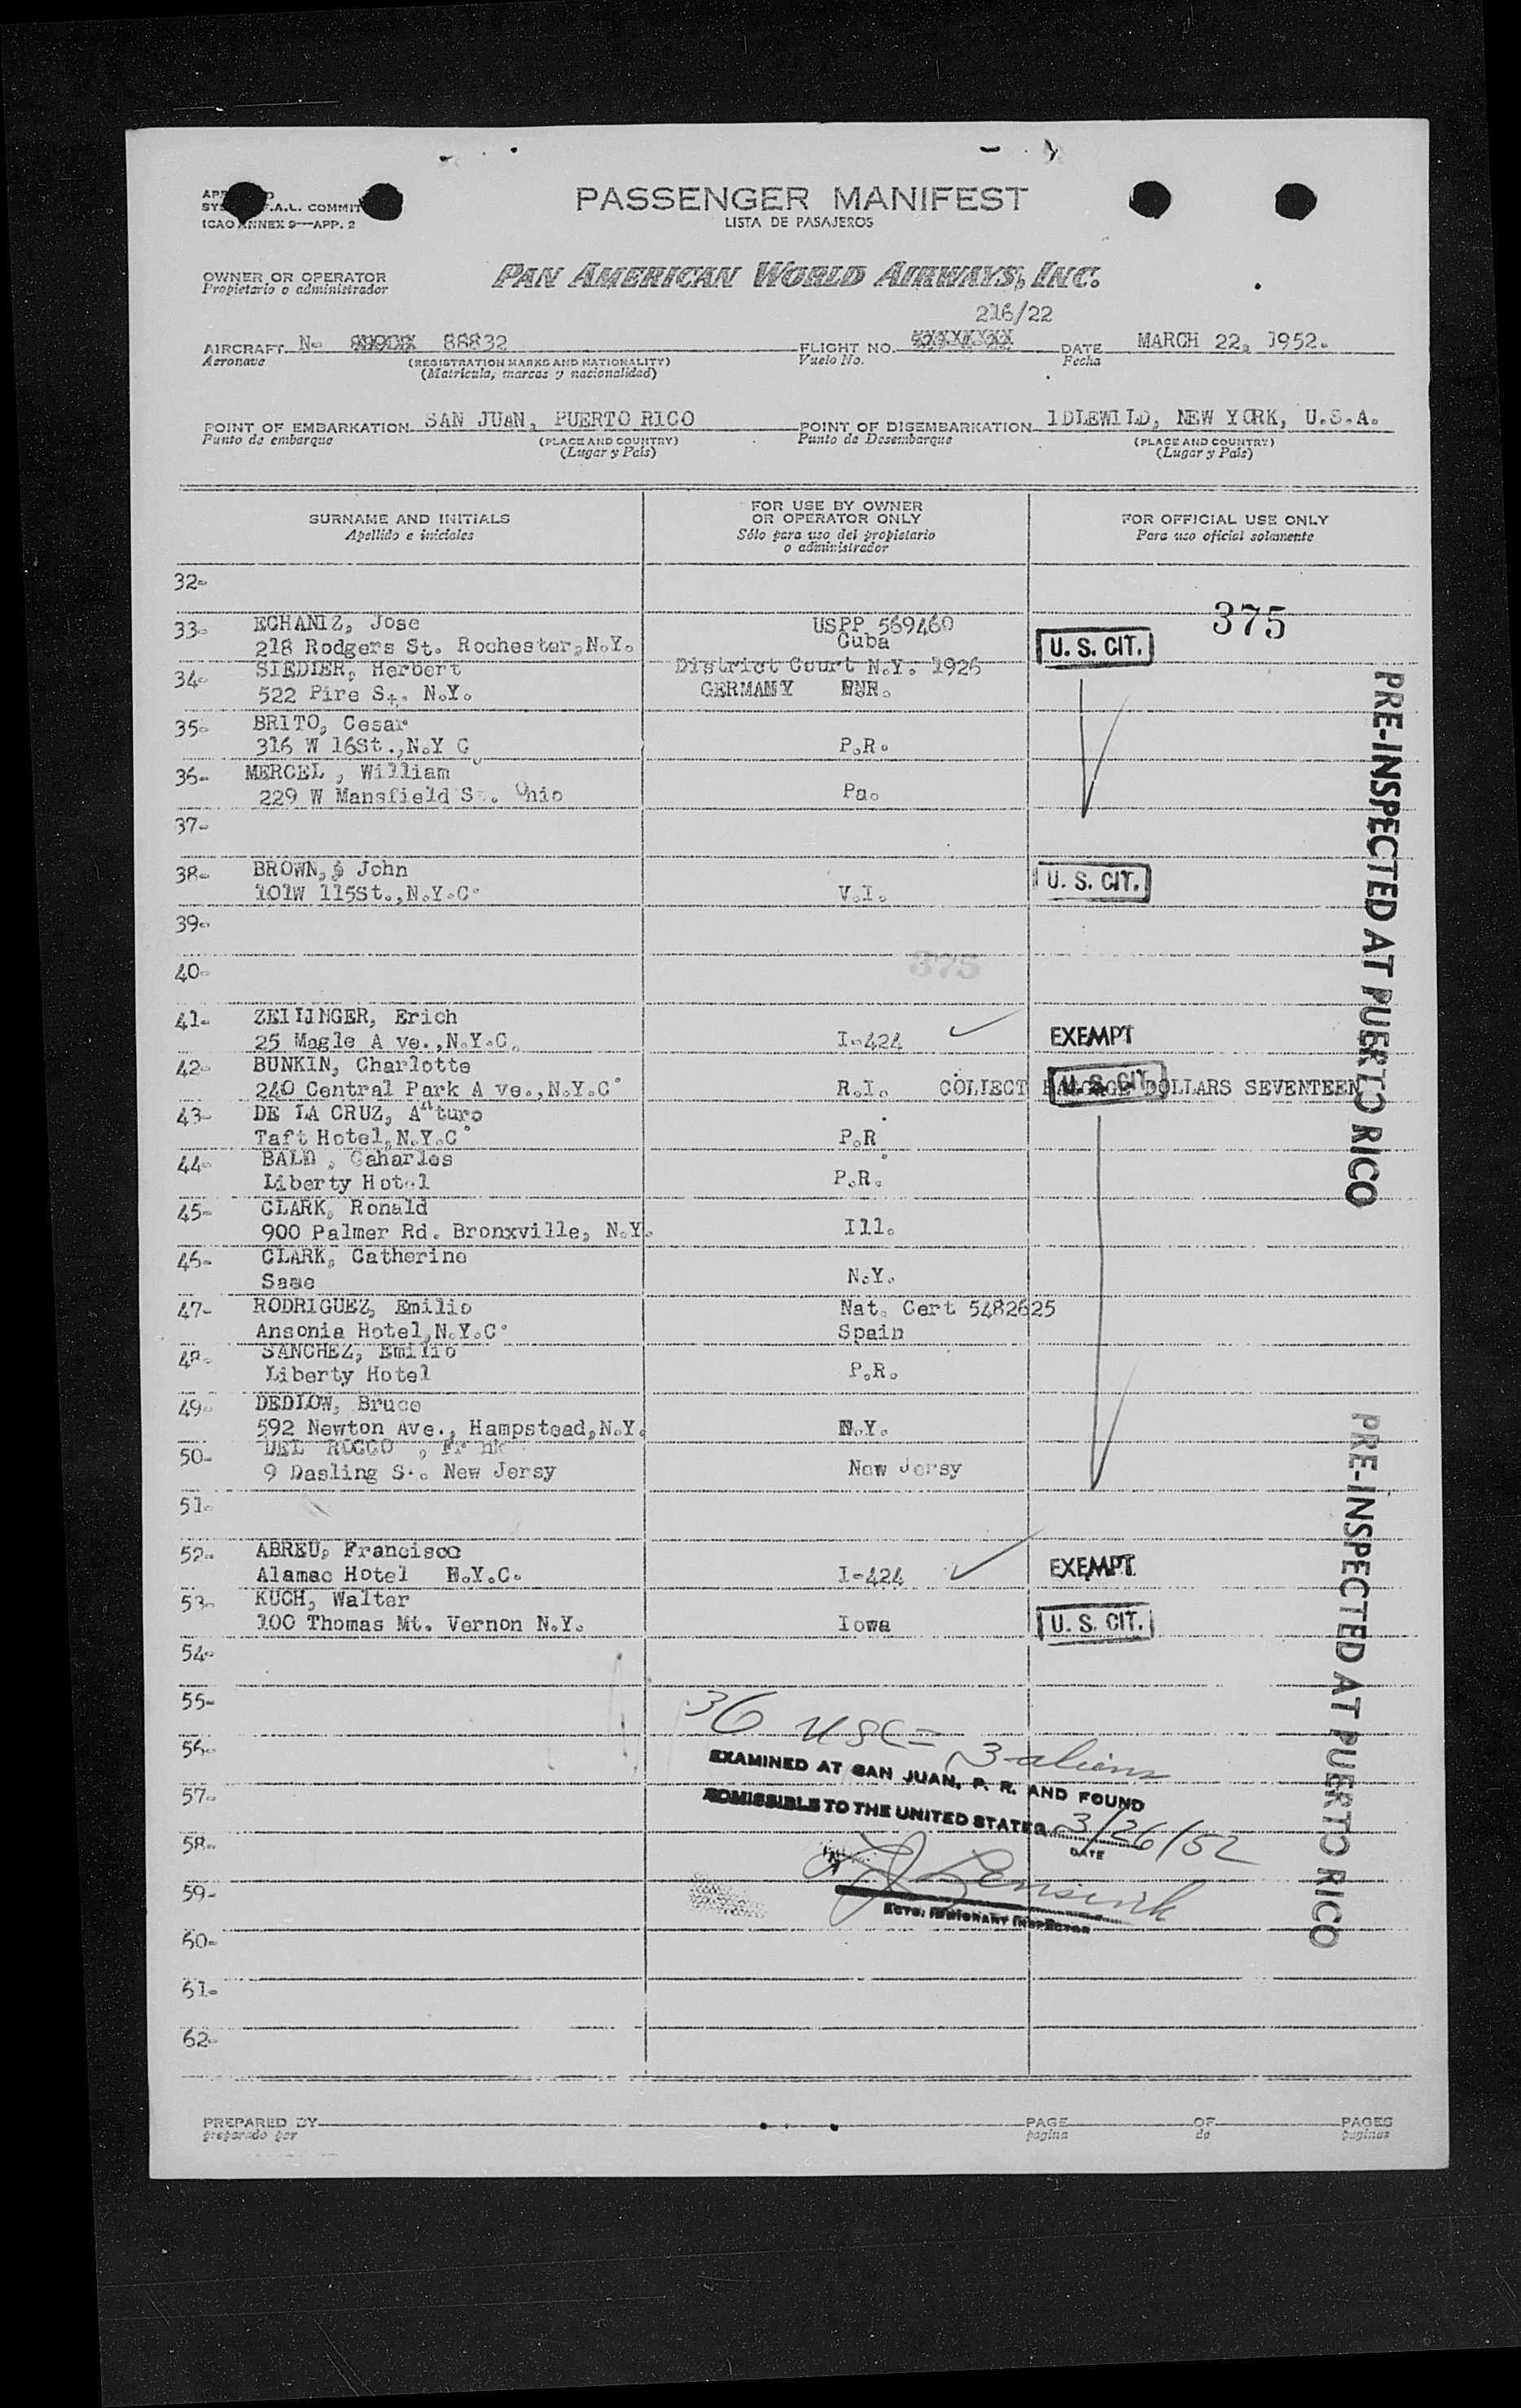 ICAO ANNEX 9—APP. 2
PASSENGER MANIFEST
LISTA DE PASAJEROS
OWNER OR OPERATOR
Propietario o administrador
PAN AMERICAN WORLD AIRWAYS, INC.
216/22
AIRCRAFT N- 88832 FLIGHT NO. DATE MARCH 22, 1952.
Aeronave (REGISTRATION MARKS AND NATIONALITY) Vuelo No. Fecha
(Matrícula, marcas y nacionalidad)
POINT OF EMBARKATION SAN JUAN, PUERTO RICO POINT OF DISEMBARKATION IDLEWILD, NEW YORK, U.S.A.
Punto de embarque (PLACE AND COUNTRY) Punto de Desembarque (PLACE AND COUNTRY)
(Lugar y País) (Lugar y País)
SURNAME AND INITIALS
Apellido e iniciales
FOR USE BY OWNER
OR OPERATOR ONLY
Sólo para uso del propietario
o administrador
FOR OFFICIAL USE ONLY
Para uso oficial solamente
32-
375
33- ECHANIZ, Jose USPP 569460
218 Rodgers St. Rochester,N.Y. Cuba U. S. CIT.
34- SIEDLER, Herbert District Court N.Y. 1926
522 Pire St. N.Y. GERMANY
35- BRITO, Cesar
316 W 16St.,N.Y C P.R.
36- MERCEL , William
229 W Mansfield St. Ohio Pa.
37-
38- BROWN, John
101W 115St.,N.Y.C. V.I. U. S. CIT.
39-
40-
375
41- ZEILINGER, Erich
25 Magle A ve.,N.Y.C. I-424 EXEMPT
42- BUNKIN, Charlotte
240 Central Park A ve.,N.Y.C. R.I. COLLECT BAGGAGE DOLLARS SEVENTEEN
U. S. CIT.
43- DE LA CRUZ, Arturo
Taft Hotel,N.Y.C. P.R.
44- BALD , Caharles
Liberty Hotel P.R.
45- CLARK, Ronald
900 Palmer Rd. Bronxville, N.Y. Ill.
46- CLARK, Catherine
Same N.Y.
47- RODRIGUEZ, Emilio Nat. Cert 5482625
Ansonia Hotel,N.Y.C. Spain
48- SANCHEZ, Emilio
Liberty Hotel P.R.
49- DEDLOW, Bruce
592 Newton Ave., Hampstead,N.Y. N.Y.
50- DEL ROCCO , Frank
9 Dasling St. New Jersy New Jersy
51-
52- ABREU, Francisco
Alamac Hotel N.Y.C. I-424 EXEMPT
53- KUCH, Walter
100 Thomas Mt. Vernon N.Y. Iowa U. S. CIT.
54-
55-
36 USC = 3 aliens
56-
EXAMINED AT SAN JUAN, P. R. AND FOUND
57-
ADMISSIBLE TO THE UNITED STATES 3/26/52
58-
DATE
59-
IMMIGRANT INSPECTOR
60-
61-
62-
PRE-INSPECTED AT PUERTO RICO
PRE-INSPECTED AT PUERTO RICO
PREPARED BY PAGE OF PAGES
preparado por pagina de paginas